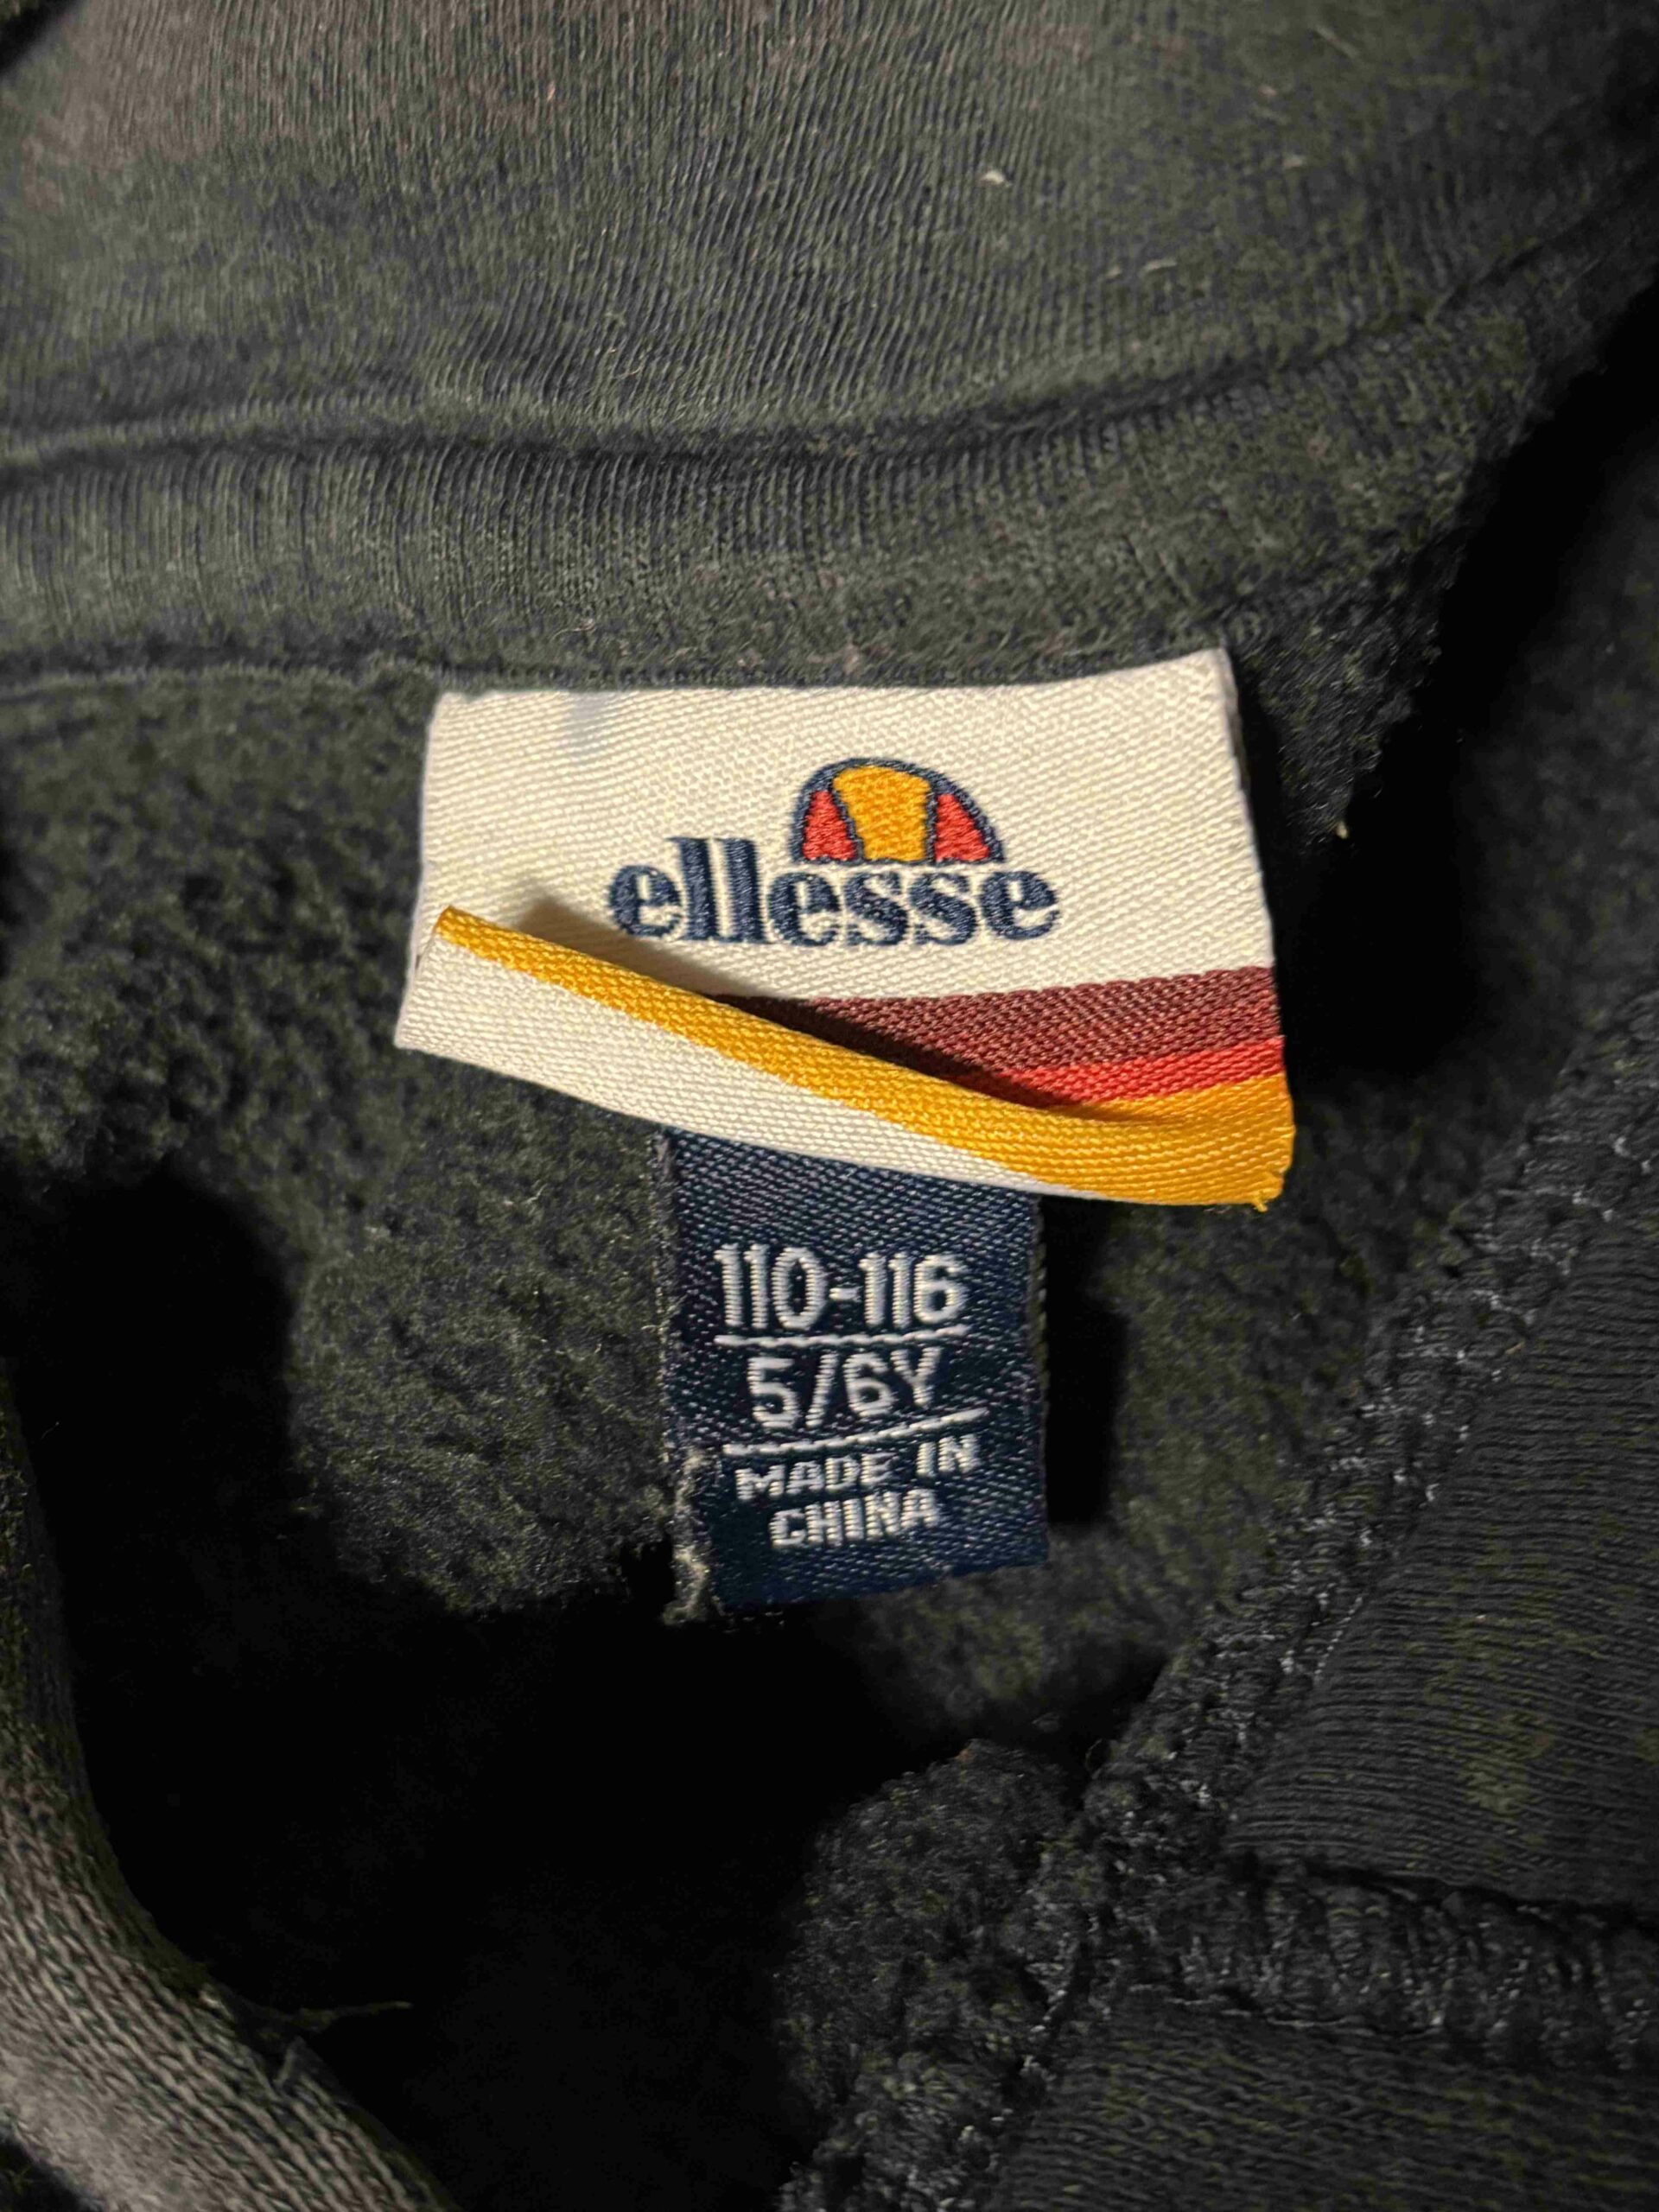 ellesse
110-116
5/6Y
MADE IN
CHINA